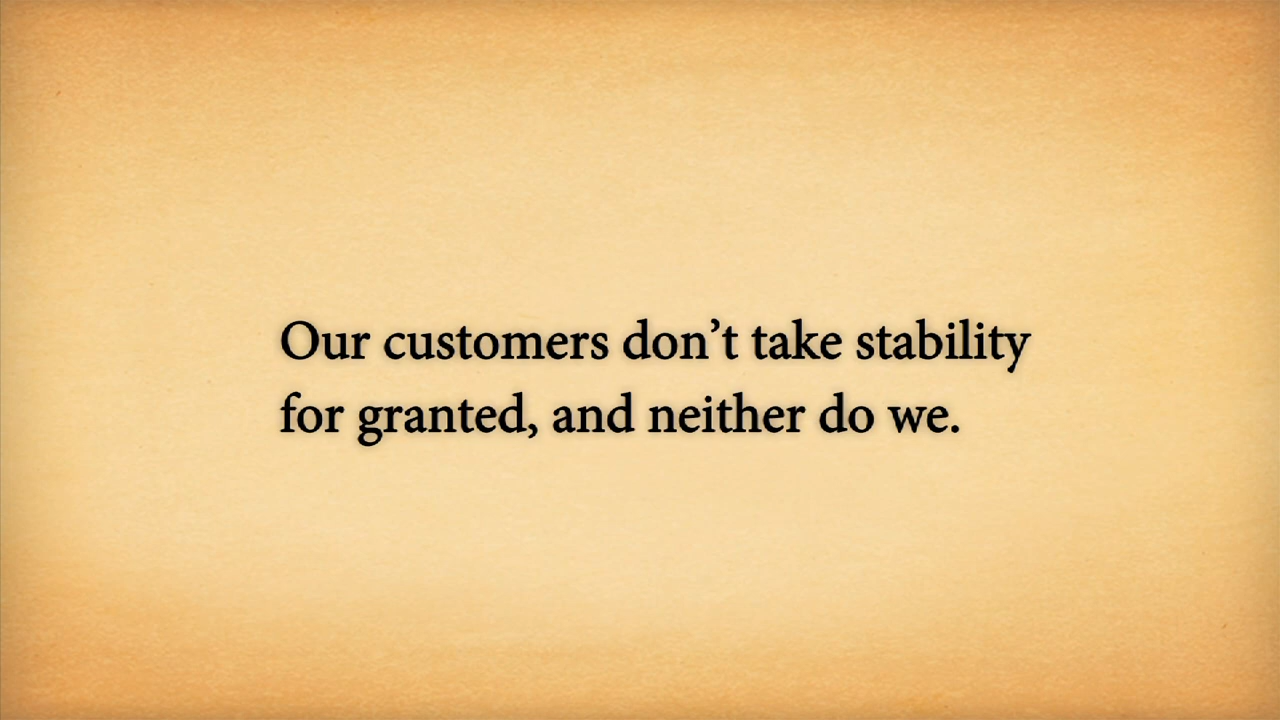 Our customers don’t take stability
for granted, and neither do we.